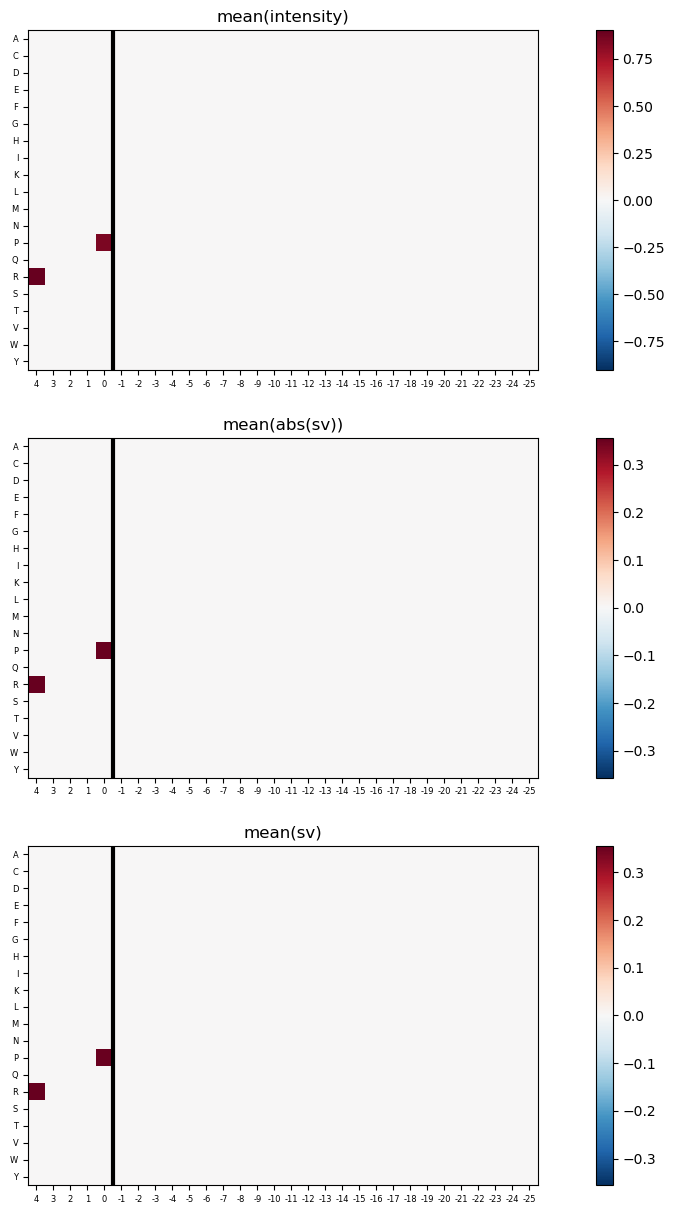 mean(intensity)
A
C
D
E
F
G
H
I
K
L
M
N
P
Q
R
S
T
V
W
Y
4 3 2 1 0 -1 -2 -3 -4 -5 -6 -7 -8 -9 -10 -11 -12 -13 -14 -15 -16 -17 -18 -19 -20 -21 -22 -23 -24 -25
0.75
0.50
0.25
0.00
−0.25
−0.50
−0.75
mean(abs(sv))
A
C
D
E
F
G
H
I
K
L
M
N
P
Q
R
S
T
V
W
Y
4 3 2 1 0 -1 -2 -3 -4 -5 -6 -7 -8 -9 -10 -11 -12 -13 -14 -15 -16 -17 -18 -19 -20 -21 -22 -23 -24 -25
0.3
0.2
0.1
0.0
−0.1
−0.2
−0.3
mean(sv)
A
C
D
E
F
G
H
I
K
L
M
N
P
Q
R
S
T
V
W
Y
4 3 2 1 0 -1 -2 -3 -4 -5 -6 -7 -8 -9 -10 -11 -12 -13 -14 -15 -16 -17 -18 -19 -20 -21 -22 -23 -24 -25
0.3
0.2
0.1
0.0
−0.1
−0.2
−0.3